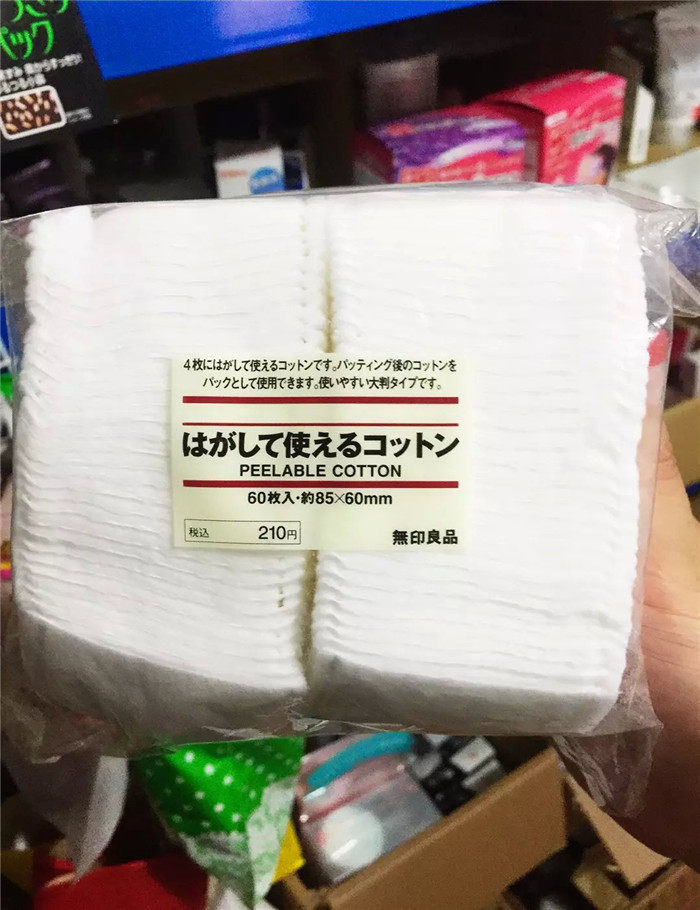 パック
4枚にはがして使えるコットンです。パッティング後のコットンを
パックとして使用できます。使いやすい大判タイプです。
はがして使えるコットン
PEELABLE COTTON
60枚入・約85×60mm
税込 210円
無印良品